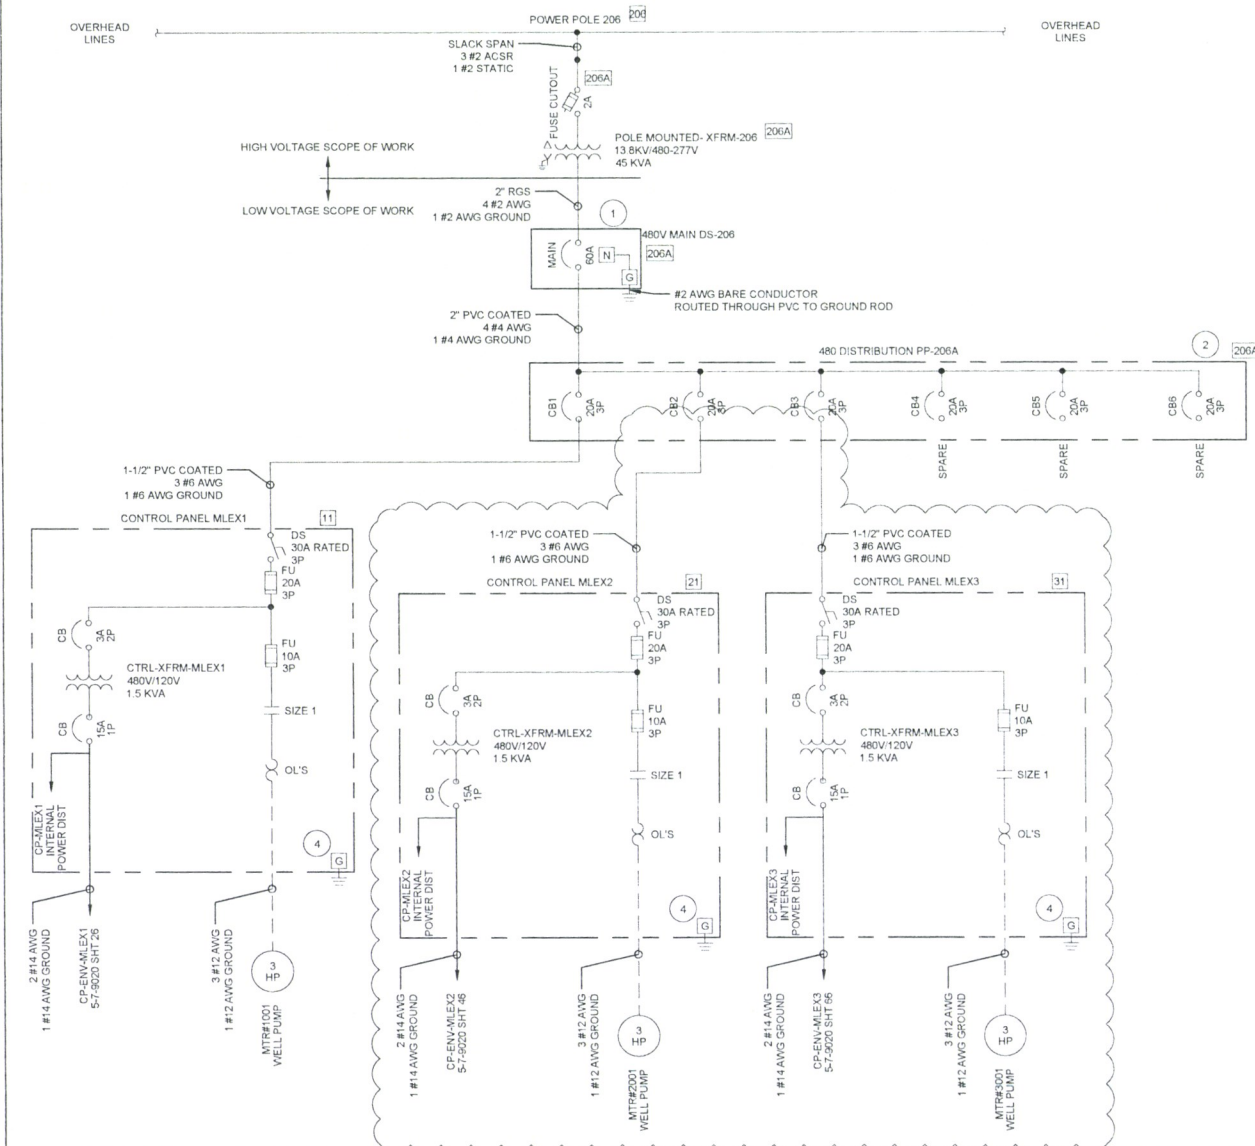 POWER POLE 206
206
OVERHEAD
LINES
OVERHEAD
LINES
SLACK SPAN
3 #2 ACSR
1 #2 STATIC
206A
FUSE CUTOUT
2A
POLE MOUNTED- XFRM-206
206A
13.8KV/480-277V
45 KVA
HIGH VOLTAGE SCOPE OF WORK
LOW VOLTAGE SCOPE OF WORK
2" RGS
4 #2 AWG
1 #2 AWG GROUND
1
480V MAIN DS-206
206A
MAIN
60A
N
G
#2 AWG BARE CONDUCTOR
ROUTED THROUGH PVC TO GROUND ROD
2" PVC COATED
4 #4 AWG
1 #4 AWG GROUND
480 DISTRIBUTION PP-206A
2
206A
CB1
20A
3P
CB2
20A
3P
CB3
20A
3P
CB4
20A
3P
CB5
20A
3P
CB6
20A
3P
SPARE
SPARE
SPARE
1-1/2" PVC COATED
3 #6 AWG
1 #6 AWG GROUND
CONTROL PANEL MLEX1
11
DS
30A RATED
3P
FU
20A
3P
CB
3A
2P
FU
10A
3P
CTRL-XFRM-MLEX1
480V/120V
1.5 KVA
SIZE 1
CB
15A
1P
OL'S
CP-MLEX1
INTERNAL
POWER DIST
4
G
2 #14 AWG
1 #14 AWG GROUND
CP-ENV-MLEX1
5-7-9020 SHT 26
3 #12 AWG
1 #12 AWG GROUND
3
HP
MTR#1001
WELL PUMP
1-1/2" PVC COATED
3 #6 AWG
1 #6 AWG GROUND
CONTROL PANEL MLEX2
21
DS
30A RATED
3P
FU
20A
3P
CB
3A
2P
FU
10A
3P
CTRL-XFRM-MLEX2
480V/120V
1.5 KVA
SIZE 1
CB
15A
1P
OL'S
CP-MLEX2
INTERNAL
POWER DIST
4
G
2 #14 AWG
1 #14 AWG GROUND
CP-ENV-MLEX2
5-7-9020 SHT 46
3 #12 AWG
1 #12 AWG GROUND
3
HP
MTR#2001
WELL PUMP
1-1/2" PVC COATED
3 #6 AWG
1 #6 AWG GROUND
CONTROL PANEL MLEX3
31
DS
30A RATED
3P
FU
20A
3P
CB
3A
2P
FU
10A
3P
CTRL-XFRM-MLEX3
480V/120V
1.5 KVA
SIZE 1
CB
15A
1P
OL'S
CP-MLEX3
INTERNAL
POWER DIST
4
G
2 #14 AWG
1 #14 AWG GROUND
CP-ENV-MLEX3
5-7-9020 SHT 66
3 #12 AWG
1 #12 AWG GROUND
3
HP
MTR#3001
WELL PUMP